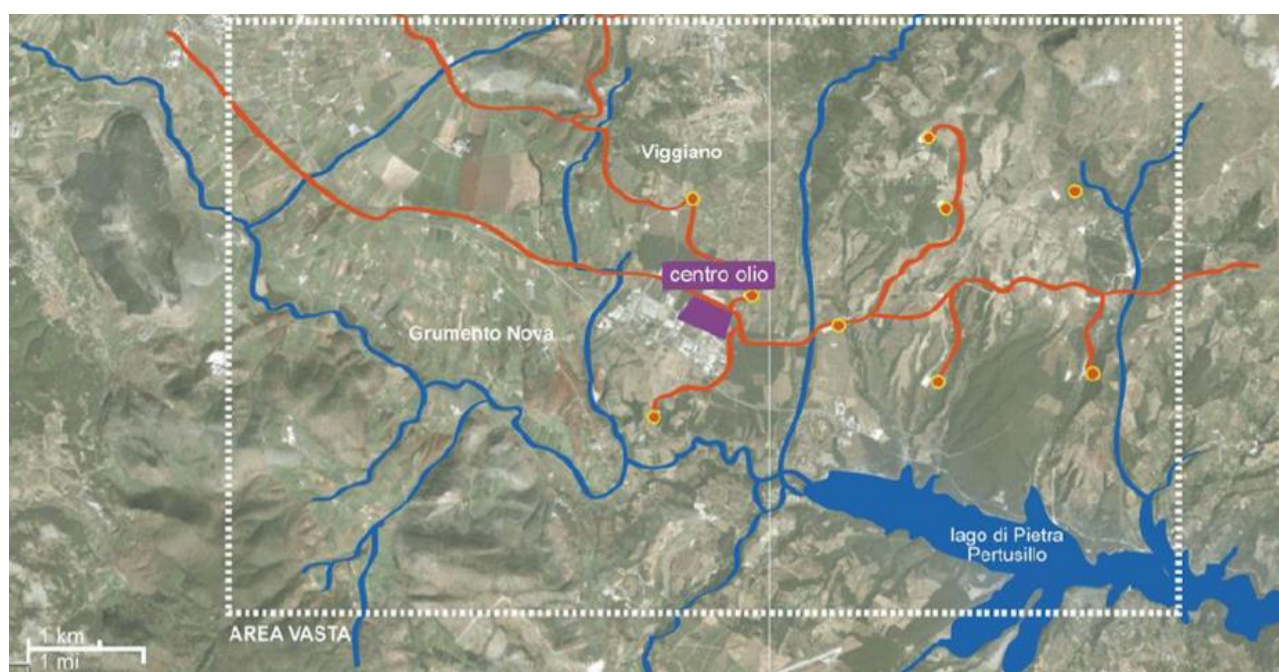 Viggiano
centro olio
Grumento Nova
lago di Pietra
Pertusillo
AREA VASTA
1 km
1 mi